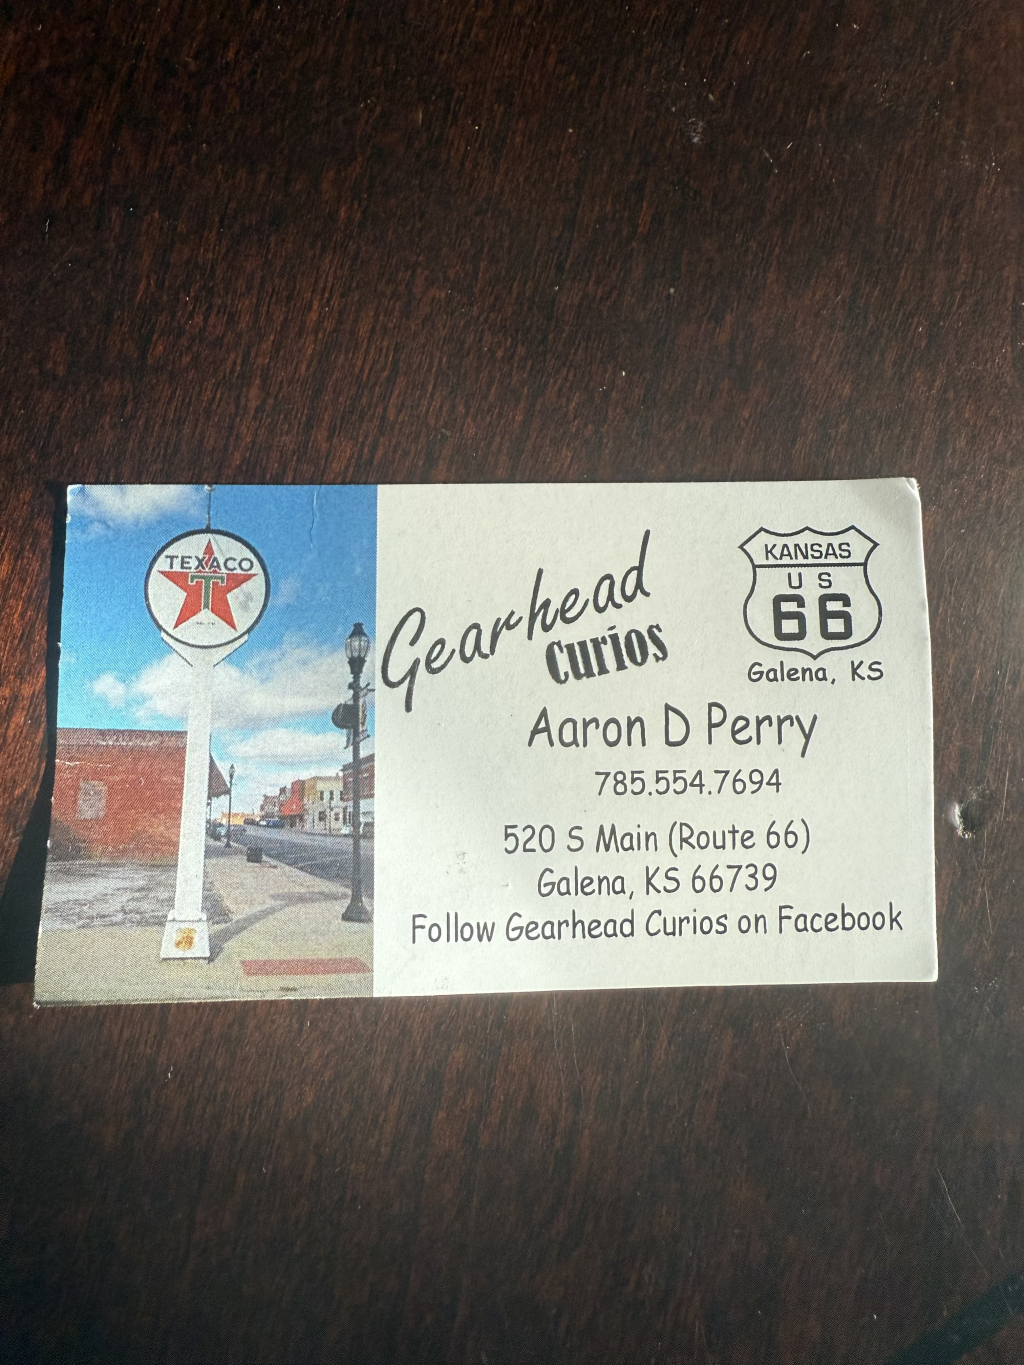 TEXACO
T
Gearhead
Curios
KANSAS
U S
66
Galena, KS
Aaron D Perry
785.554.7694
520 S Main (Route 66)
Galena, KS 66739
Follow Gearhead Curios on Facebook